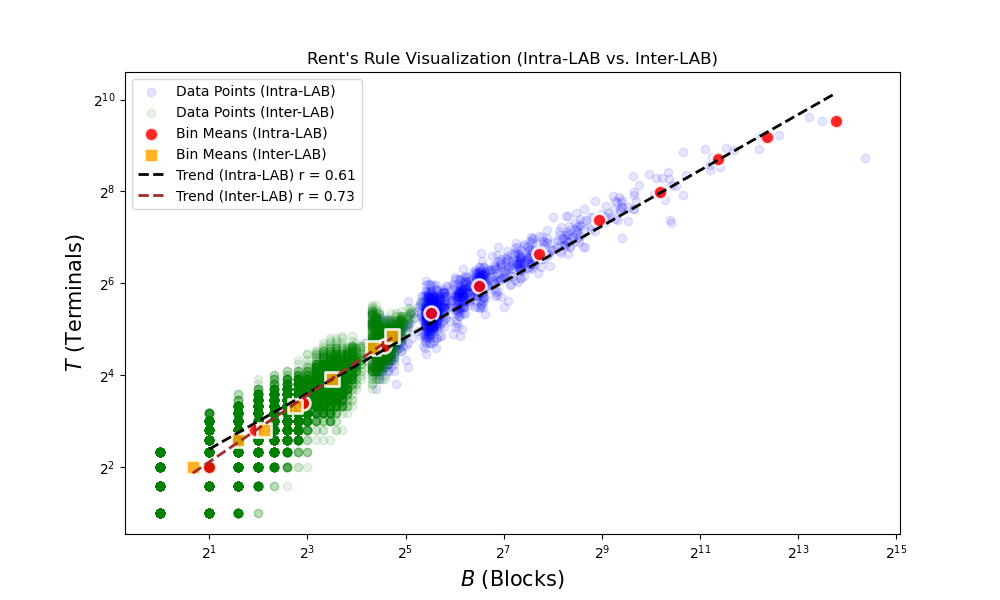 Rent's Rule Visualization (Intra-LAB vs. Inter-LAB)
Data Points (Intra-LAB)
Data Points (Inter-LAB)
Bin Means (Intra-LAB)
Bin Means (Inter-LAB)
Trend (Intra-LAB) r = 0.61
Trend (Inter-LAB) r = 0.73
T (Terminals)
2^10
2^8
2^6
2^4
2^2
2^1 2^3 2^5 2^7 2^9 2^11 2^13 2^15
B (Blocks)